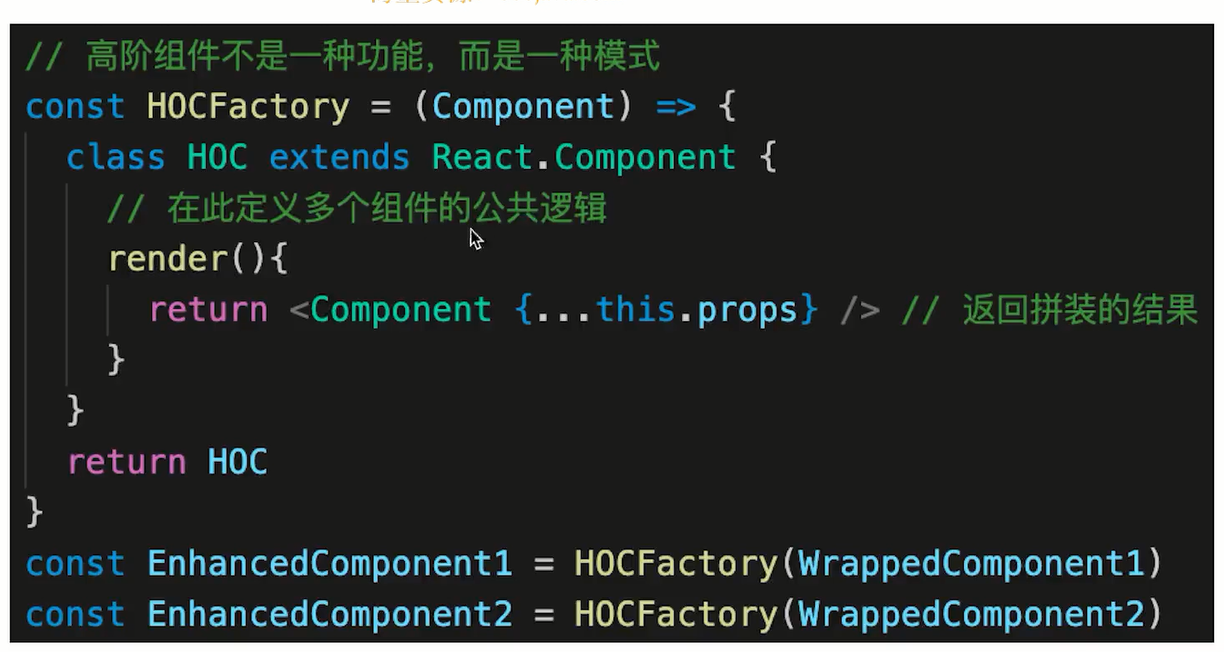 // 高阶组件不是一种功能，而是一种模式
const HOCFactory = (Component) => {
  class HOC extends React.Component {
    // 在此定义多个组件的公共逻辑
    render(){
      return <Component {...this.props} /> // 返回拼装的结果
    }
  }
  return HOC
}
const EnhancedComponent1 = HOCFactory(WrappedComponent1)
const EnhancedComponent2 = HOCFactory(WrappedComponent2)